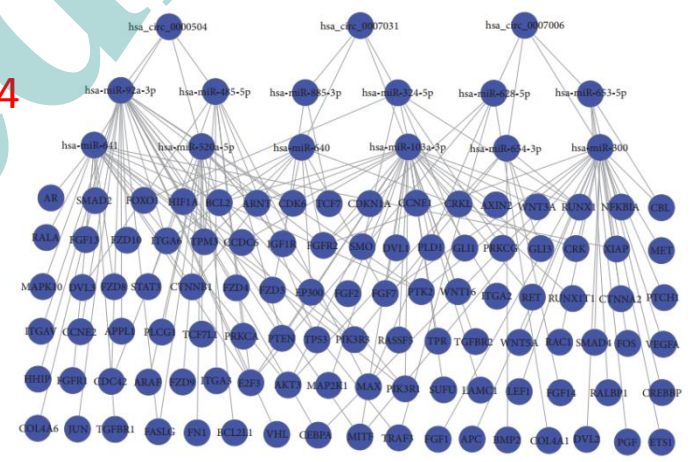 hsa_circ_0000504 hsa_circ_0007031 hsa_circ_0007006
4
hsa-miR-92a-3p hsa-miR-485-5p hsa-miR-885-3p hsa-miR-324-5p hsa-miR-628-5p hsa-miR-653-5p
hsa-miR-641 hsa-miR-520a-5p hsa-miR-640 hsa-miR-103a-3p hsa-miR-654-3p hsa-miR-300
AR SMAD2 FOXO1 HIF1A BCL2 ARNT CDK6 TCF7 CDKN1A CCNE1 CRKL AXIN2 WNT3A RUNX1 NFKBIA CBL
RALA FGF13 FZD10 ITGA6 TPM3 CCDC6 IGF1R FGFR2 SMO DVL1 PLD1 GLI1 PRKCG GLI3 CRK XIAP MET
MAPK10 DVL3 FZD8 STAT3 CTNNB1 FZD4 FZD3 EP300 FGF2 FGF7 PTK2 WNT16 ITGA2 RET RUNX1T1 CTNNA2 PTCH1
ITGAV CCNE2 APPL1 PLCG1 TCF7L1 PRKCA PTEN TP53 PIK3R3 RASSF5 TPR TGFBR2 WNT5A RAC1 SMAD4 FOS VEGFA
HHIP FGFR1 CDC42 ARAF FZD9 ITGA3 E2F3 AKT3 MAP2K1 MAX PIK3R1 SUFU LAMC1 LEF1 FGF14 RALBP1 CREBBP
COL4A6 JUN TGFBR1 FASLG FN1 BCL2L1 VHL CEBPA MITF TRAF3 FGF1 APC BMP2 COL4A1 DVL2 PGF ETS1